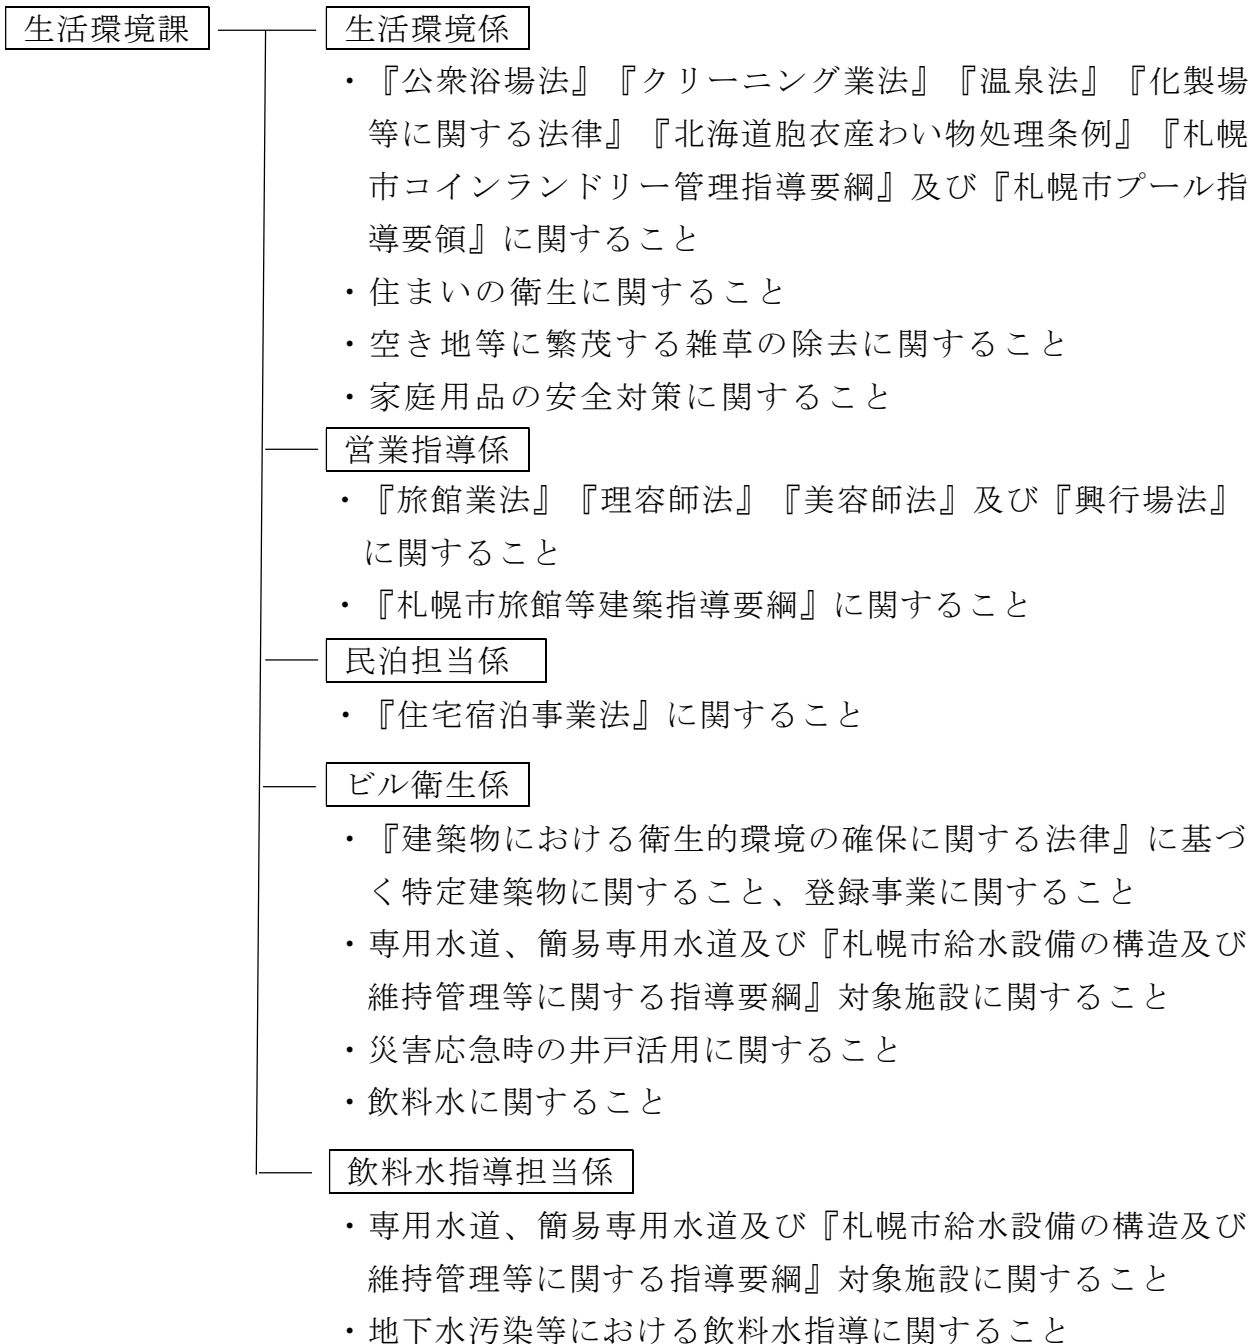 生活環境課
生活環境係
・『公衆浴場法』『クリーニング業法』『温泉法』『化製場
等に関する法律』『北海道胞衣産わい物処理条例』『札幌
市コインランドリー管理指導要綱』及び『札幌市プール指
導要領』に関すること
・住まいの衛生に関すること
・空き地等に繁茂する雑草の除去に関すること
・家庭用品の安全対策に関すること
営業指導係
・『旅館業法』『理容師法』『美容師法』及び『興行場法』
に関すること
・『札幌市旅館等建築指導要綱』に関すること
民泊担当係
・『住宅宿泊事業法』に関すること
ビル衛生係
・『建築物における衛生的環境の確保に関する法律』に基づ
く特定建築物に関すること、登録事業に関すること
・専用水道、簡易専用水道及び『札幌市給水設備の構造及び
維持管理等に関する指導要綱』対象施設に関すること
・災害応急時の井戸活用に関すること
・飲料水に関すること
飲料水指導担当係
・専用水道、簡易専用水道及び『札幌市給水設備の構造及び
維持管理等に関する指導要綱』対象施設に関すること
・地下水汚染等における飲料水指導に関すること